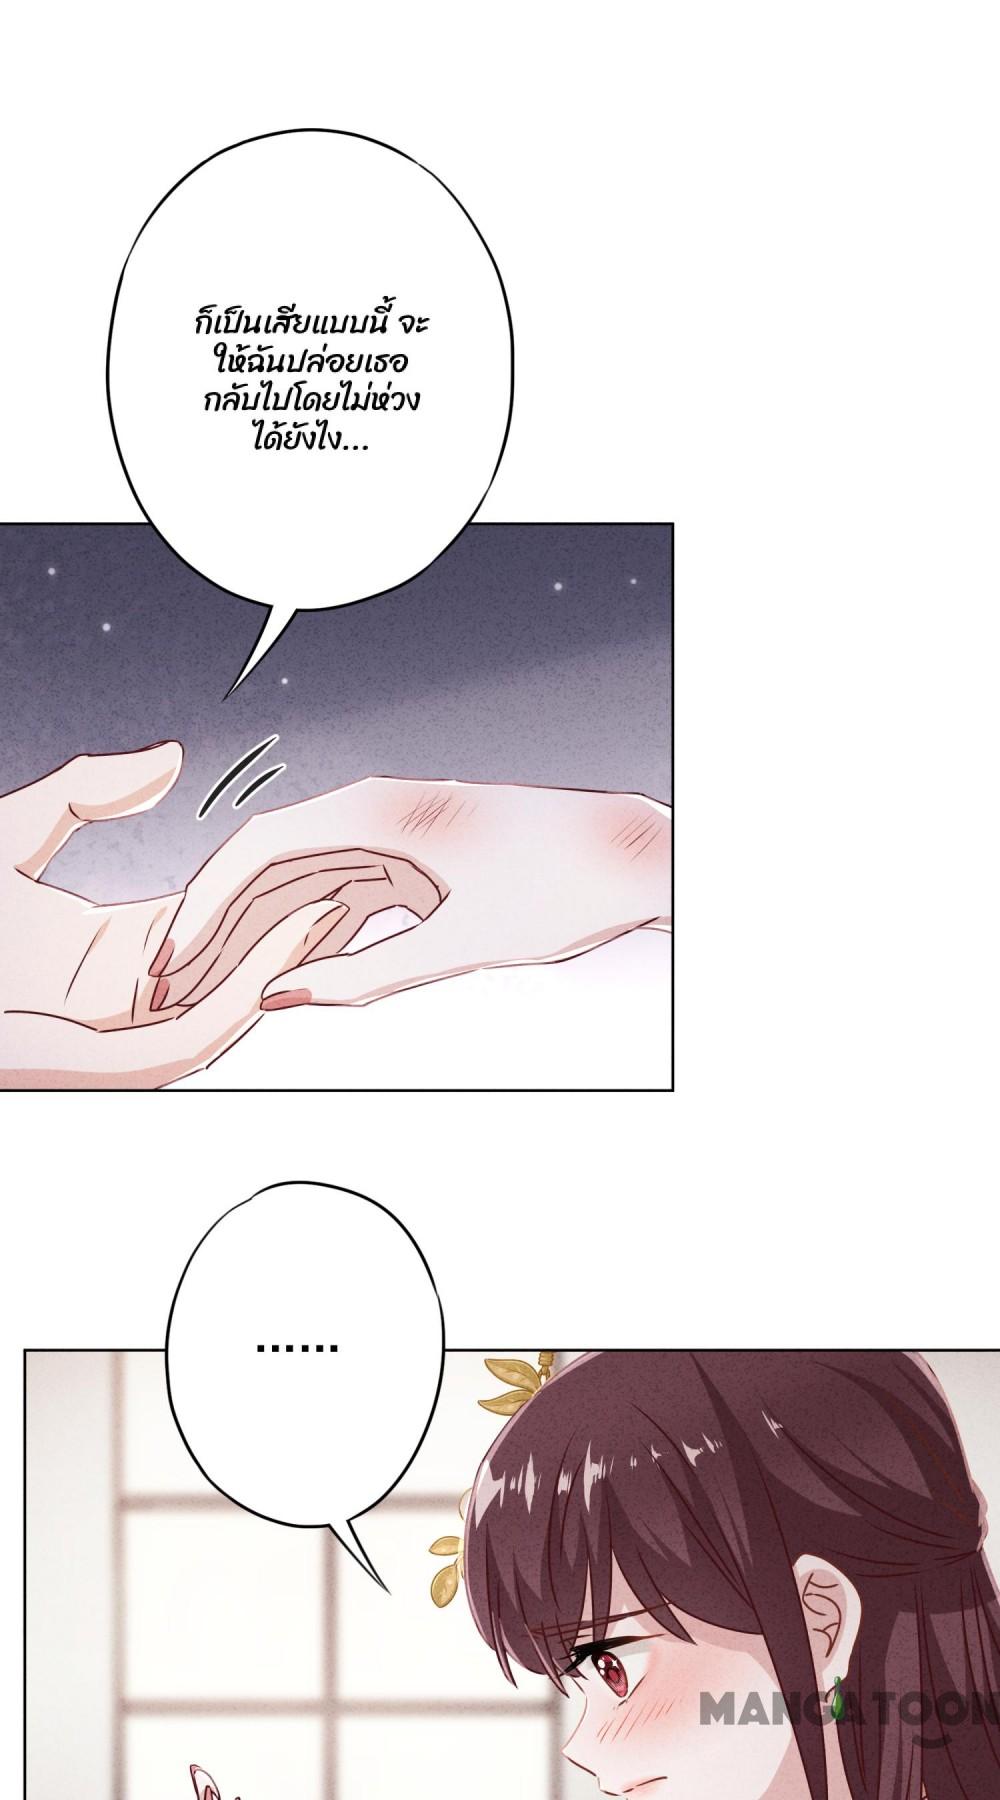 ก็เป็นเสียแบบนี้ จะ
ให้ฉันปล่อยเธอ
กลับไปโดยไม่ห่วง
ได้ยังไง...
......
MANGATOON